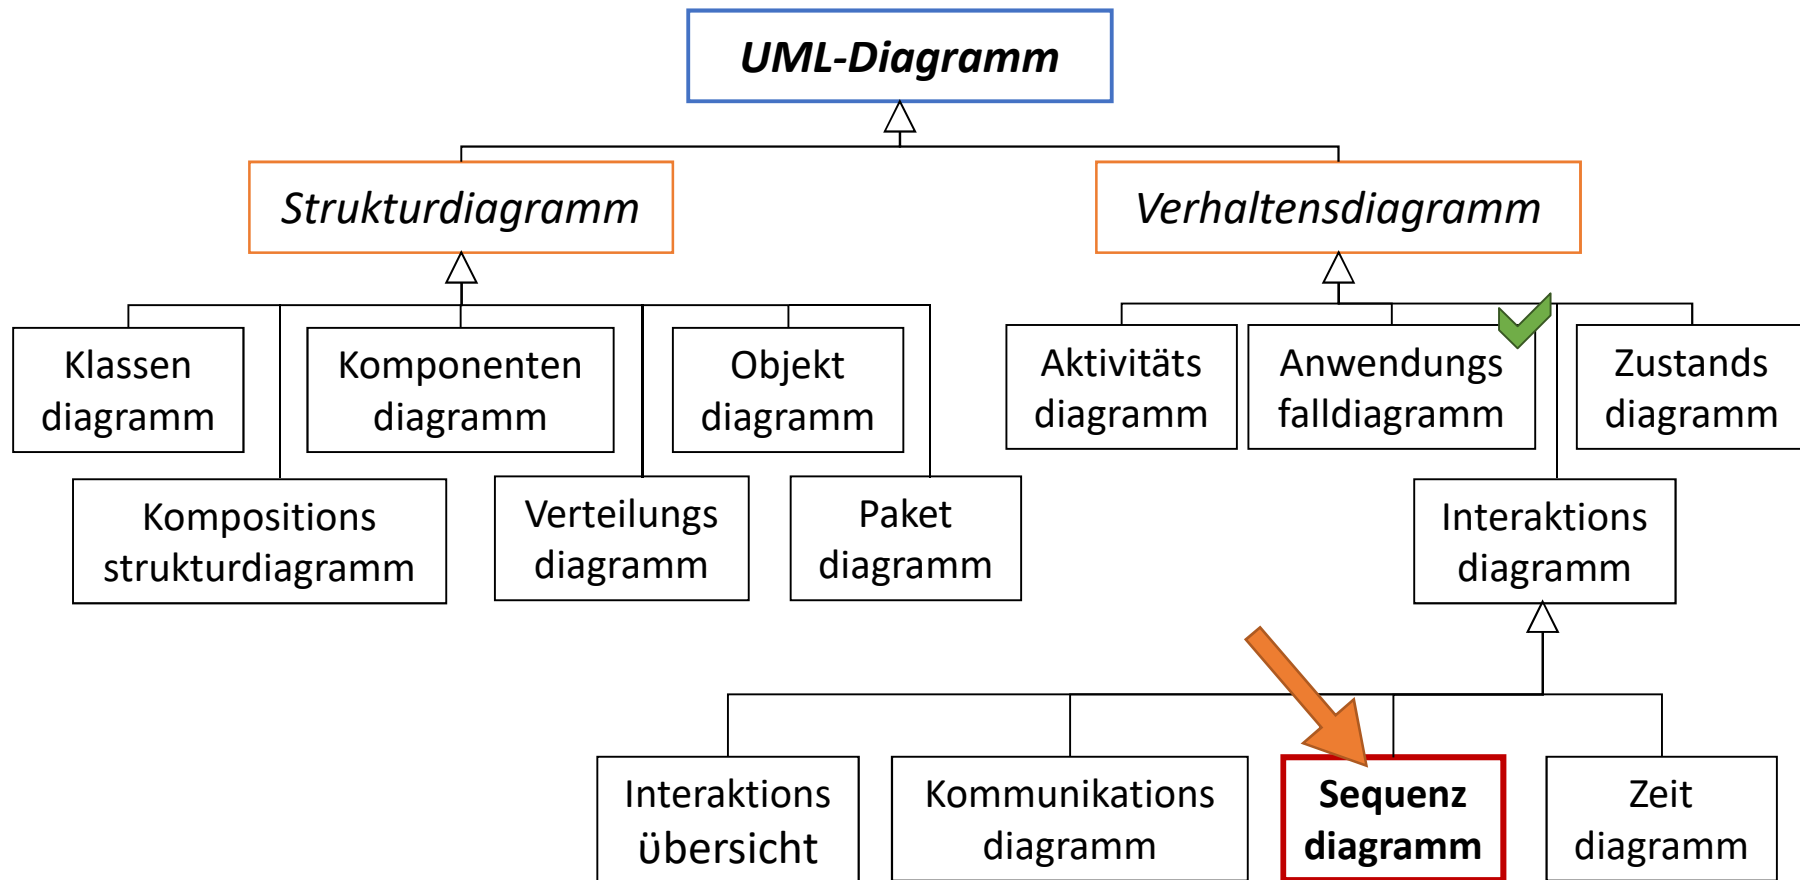 UML-Diagramm
Strukturdiagramm
Verhaltensdiagramm
Klassen
diagramm
Komponenten
diagramm
Objekt
diagramm
Aktivitäts
diagramm
Anwendungs
falldiagramm
Zustands
diagramm
Kompositions
strukturdiagramm
Verteilungs
diagramm
Paket
diagramm
Interaktions
diagramm
Interaktions
übersicht
Kommunikations
diagramm
Sequenz
diagramm
Zeit
diagramm